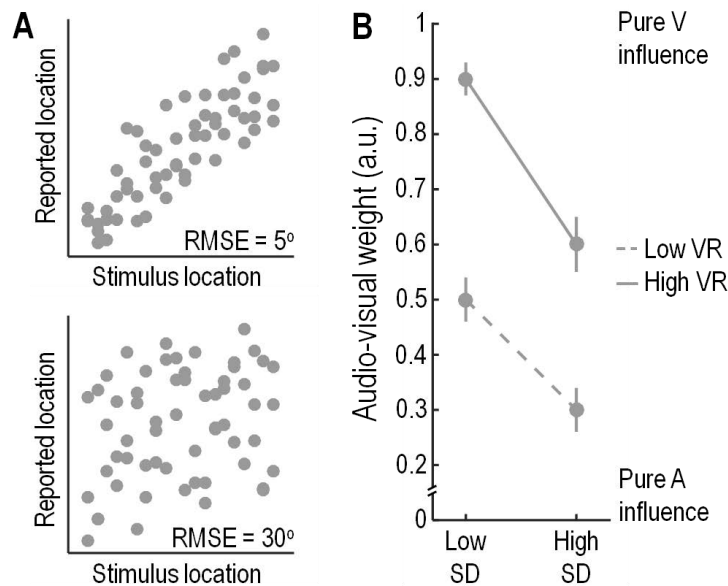 A
Reported location
RMSE = 5º
Stimulus location
Reported location
RMSE = 30º
Stimulus location
B
Audio-visual weight (a.u.)
1
0.9
0.8
0.7
0.6
0.5
0.4
0.3
0.2
0
Pure V
influence
Low VR
High VR
Pure A
influence
Low
SD
High
SD